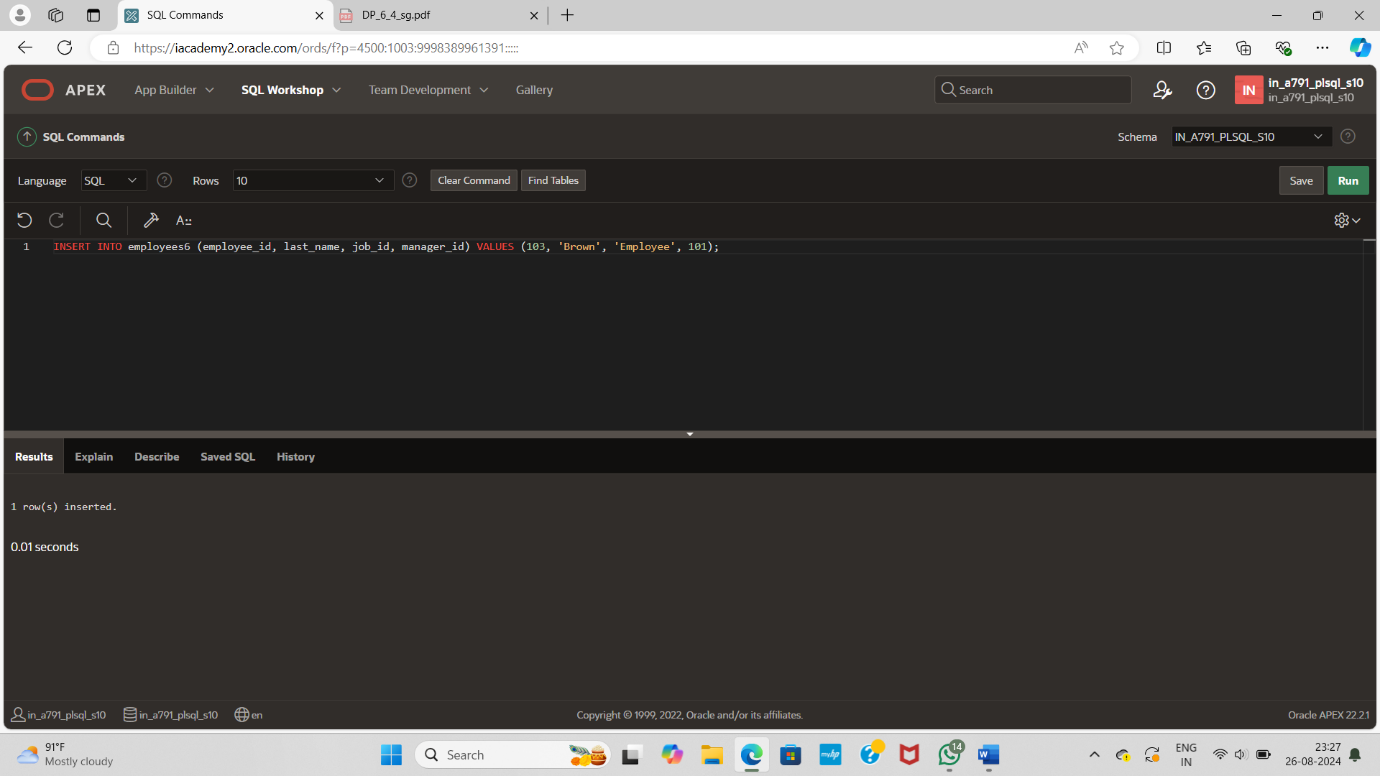 SQL Commands
DP_6_4_sg.pdf
https://iacademy2.oracle.com/ords/f?p=4500:1003:9998389961391:::::
APEX App Builder SQL Workshop Team Development Gallery Search IN in_a791_plsql_s10
in_a791_plsql_s10
SQL Commands Schema IN_A791_PLSQL_S10
Language SQL Rows 10 Clear Command Find Tables Save Run
1 INSERT INTO employees6 (employee_id, last_name, job_id, manager_id) VALUES (103, 'Brown', 'Employee', 101);
Results Explain Describe Saved SQL History
1 row(s) inserted.
0.01 seconds
in_a791_plsql_s10 in_a791_plsql_s10 en Copyright © 1999, 2022, Oracle and/or its affiliates. Oracle APEX 22.2.1
91°F
Mostly cloudy
Search
myhp
14
ENG
IN
23:27
26-08-2024